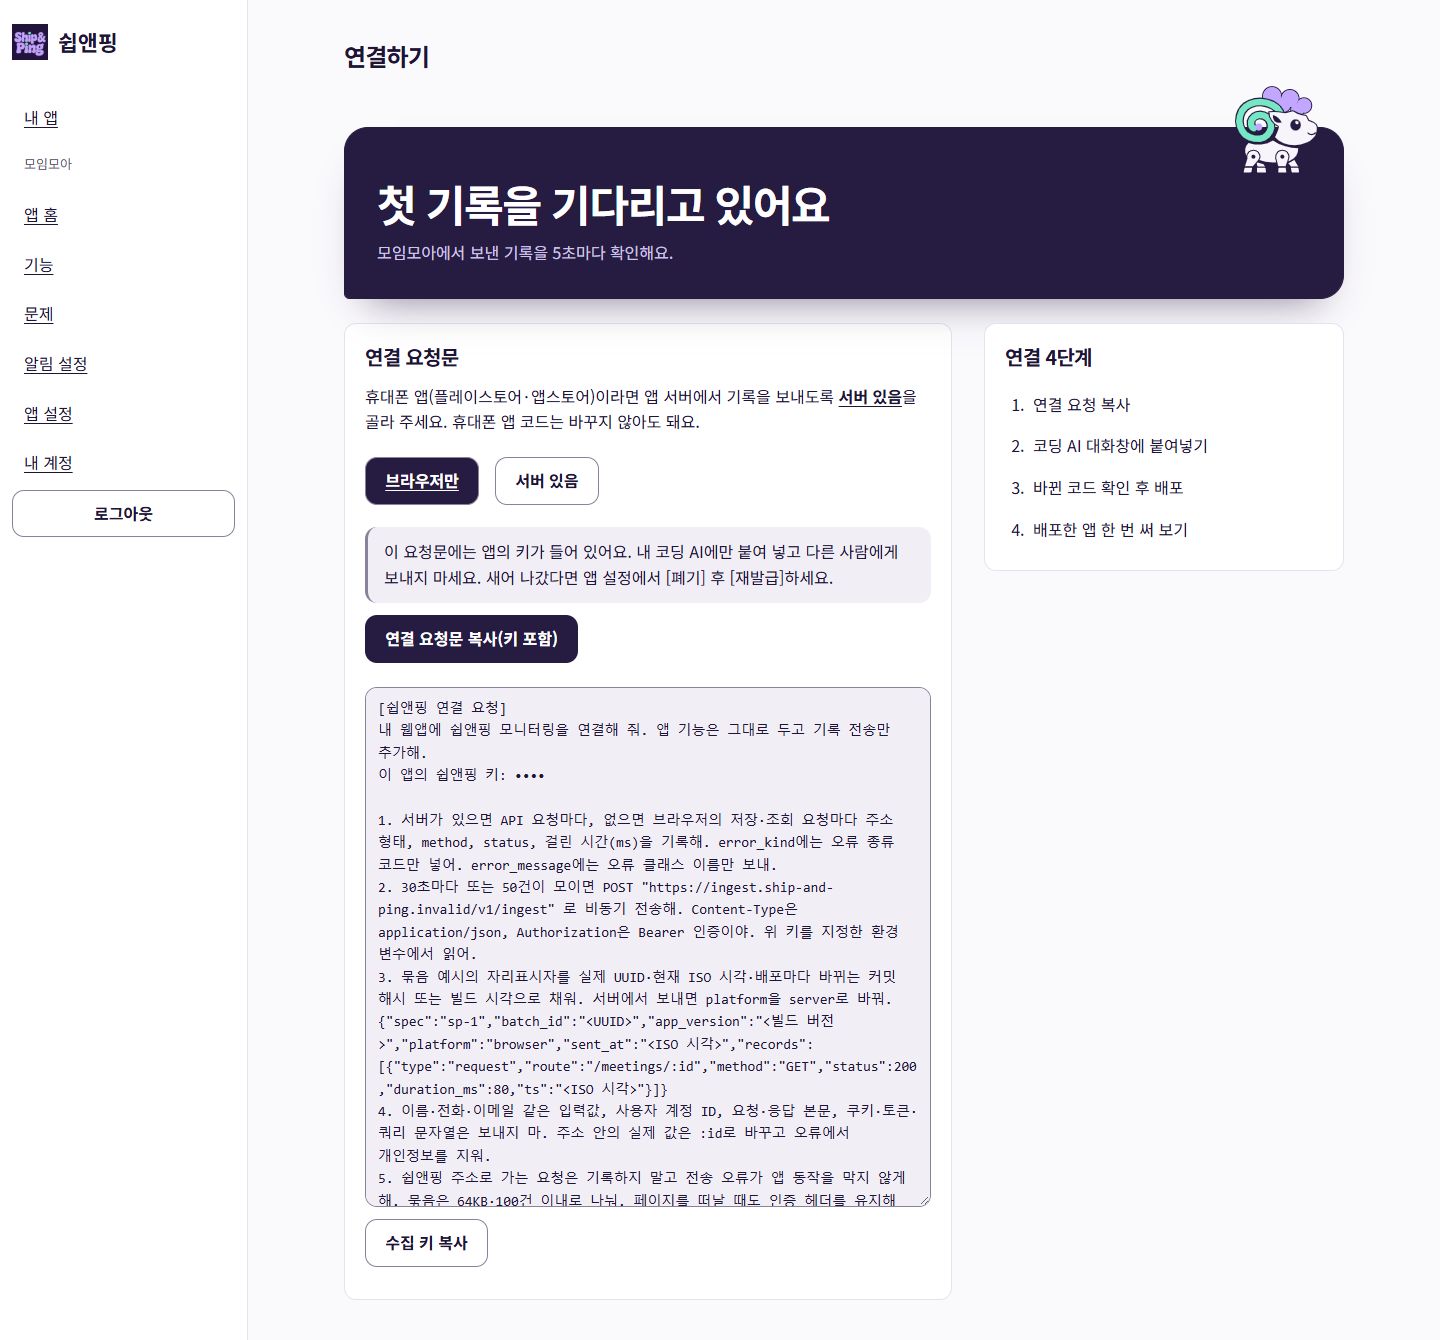 Ship&
Ping
쉽앤핑
내 앱
모임모아
앱 홈
기능
문제
알림 설정
앱 설정
내 계정
로그아웃
연결하기
첫 기록을 기다리고 있어요
모임모아에서 보낸 기록을 5초마다 확인해요.
연결 요청문
휴대폰 앱(플레이스토어·앱스토어)이라면 앱 서버에서 기록을 보내도록 서버 있음을
골라 주세요. 휴대폰 앱 코드는 바꾸지 않아도 돼요.
브라우저만
서버 있음
이 요청문에는 앱의 키가 들어 있어요. 내 코딩 AI에만 붙여 넣고 다른 사람에게
보내지 마세요. 새어 나갔다면 앱 설정에서 [폐기] 후 [재발급]하세요.
연결 요청문 복사(키 포함)
[쉽앤핑 연결 요청]
내 웹앱에 쉽앤핑 모니터링을 연결해 줘. 앱 기능은 그대로 두고 기록 전송만
추가해.
이 앱의 쉽앤핑 키: ••••
1. 서버가 있으면 API 요청마다, 없으면 브라우저의 저장·조회 요청마다 주소
형태, method, status, 걸린 시간(ms)을 기록해. error_kind에는 오류 종류
코드만 넣어. error_message에는 오류 클래스 이름만 보내.
2. 30초마다 또는 50건이 모이면 POST "https://ingest.ship-and-
ping.invalid/v1/ingest" 로 비동기 전송해. Content-Type은
application/json, Authorization은 Bearer 인증이야. 위 키를 지정한 환경
변수에서 읽어.
3. 묶음 예시의 자리표시자를 실제 UUID·현재 ISO 시각·배포마다 바뀌는 커밋
해시 또는 빌드 시각으로 채워. 서버에서 보내면 platform을 server로 바꿔.
{"spec":"sp-1","batch_id":"<UUID>","app_version":"<빌드 버전
>","platform":"browser","sent_at":"<ISO 시각>","records":
[{"type":"request","route":"/meetings/:id","method":"GET","status":200
,"duration_ms":80,"ts":"<ISO 시각>"}]}
4. 이름·전화·이메일 같은 입력값, 사용자 계정 ID, 요청·응답 본문, 쿠키·토큰·
쿼리 문자열은 보내지 마. 주소 안의 실제 값은 :id로 바꾸고 오류에서
개인정보를 지워.
5. 쉽앤핑 주소로 가는 요청은 기록하지 말고 전송 오류가 앱 동작을 막지 않게
해. 묶음은 64KB·100건 이내로 나눠. 페이지를 떠날 때도 인증 헤더를 유지해
수집 키 복사
연결 4단계
1. 연결 요청 복사
2. 코딩 AI 대화창에 붙여넣기
3. 바뀐 코드 확인 후 배포
4. 배포한 앱 한 번 써 보기